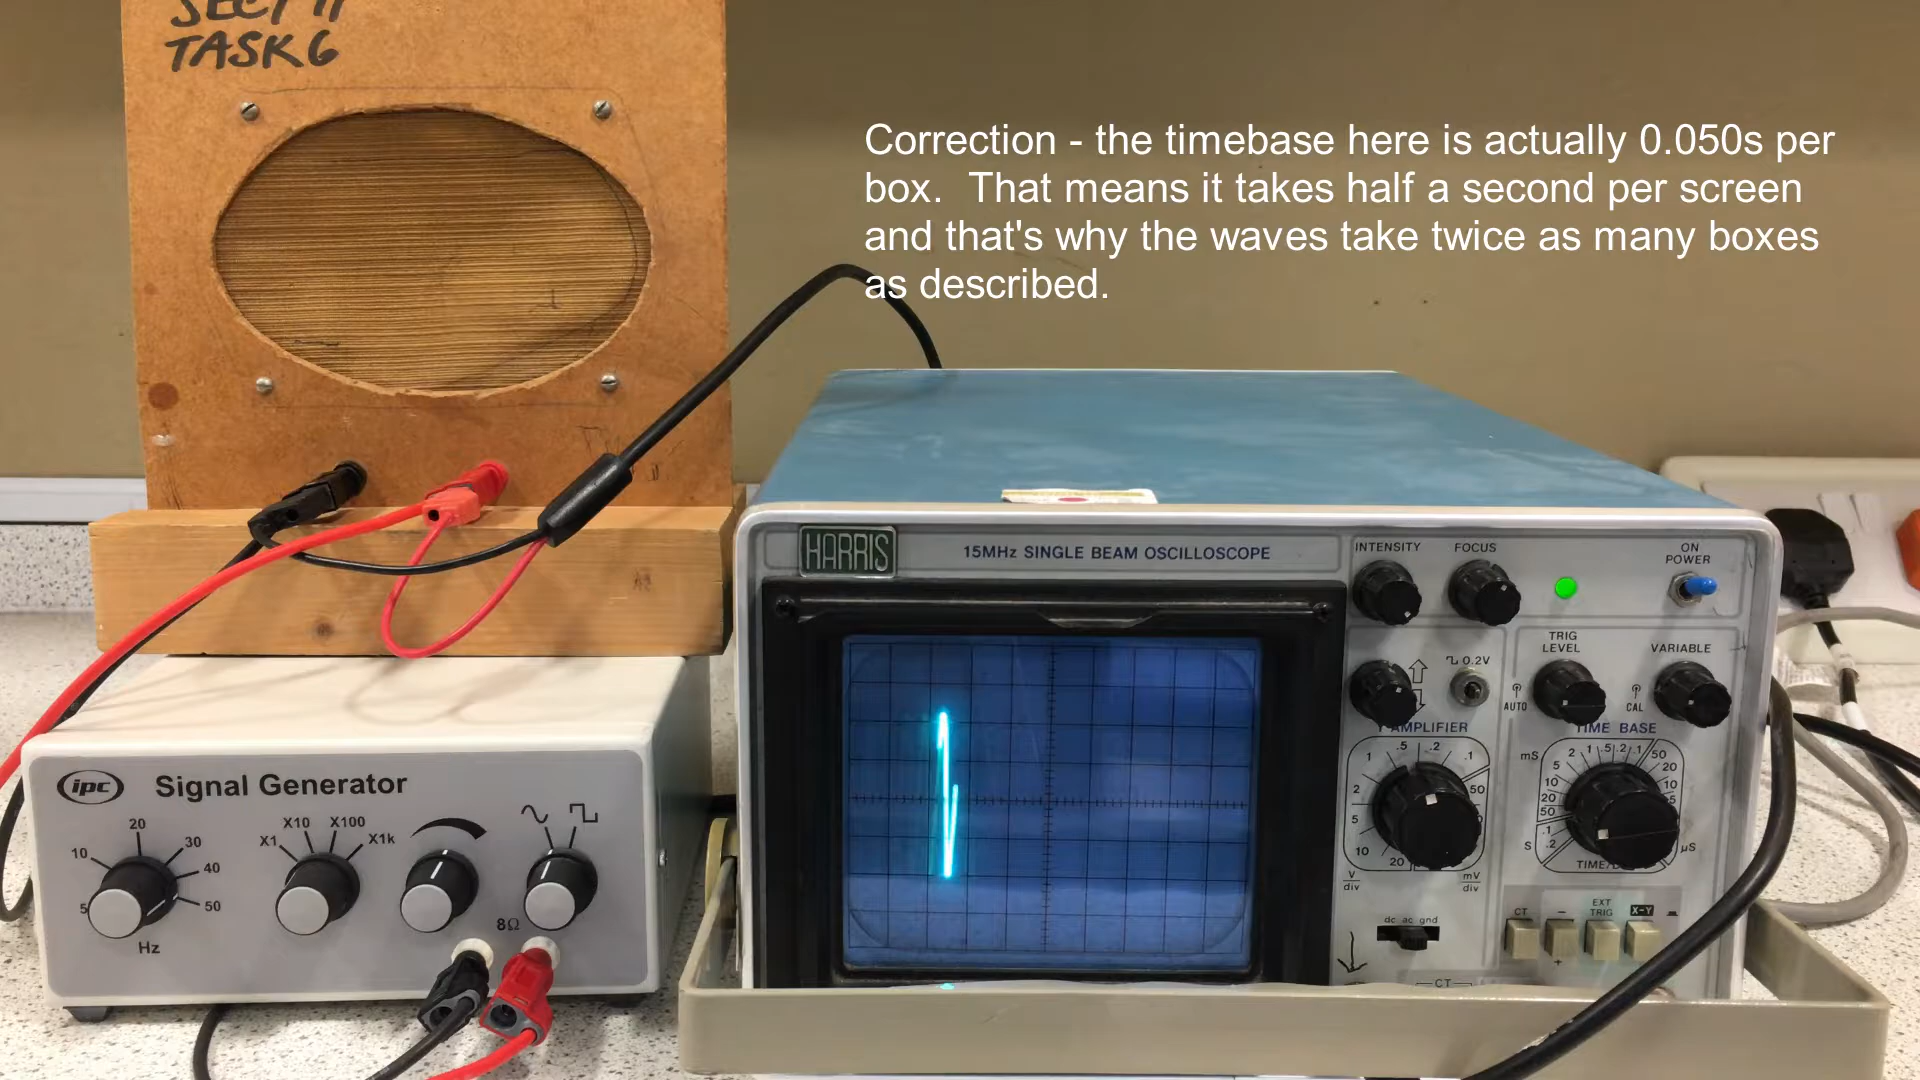 SECT 11
TASK 6
Correction - the timebase here is actually 0.050s per
box.  That means it takes half a second per screen
and that's why the waves take twice as many boxes
as described.
HARRIS
15MHz SINGLE BEAM OSCILLOSCOPE
INTENSITY
FOCUS
ON
POWER
TRIG
LEVEL
VARIABLE
0.2V
AUTO
CAL
Y AMPLIFIER
TIME BASE
.5 .2
1 .1
2 50
5
10 20
V
div
mV
div
mS
2 1 .5 .2 .1 50
5 20
10 10
20
50
.1
.2
S
µS
TIME/
dc ac gnd
CT
-
+
EXT
TRIG
X-Y
CT
ipc
Signal Generator
5
10
20
30
40
50
Hz
X1
X10
X100
X1k
8Ω